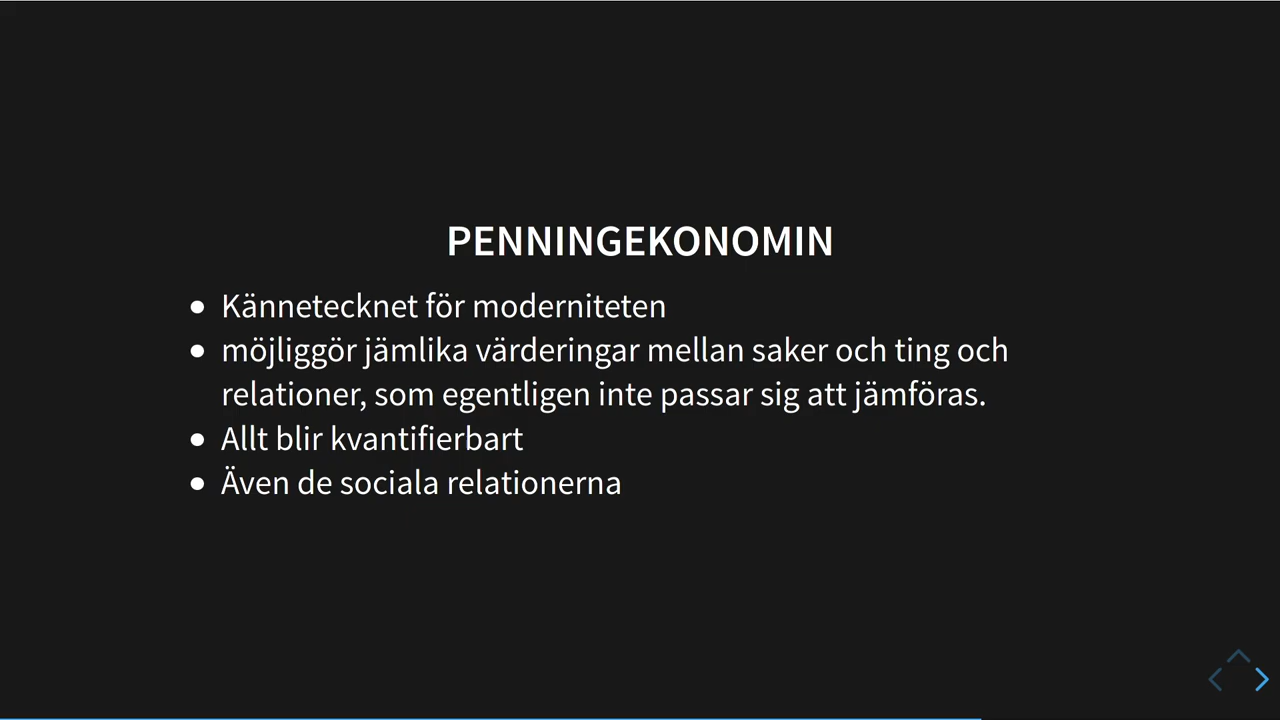 PENNINGEKONOMIN
Kännetecknet för moderniteten
möjliggör jämlika värderingar mellan saker och ting och
relationer, som egentligen inte passar sig att jämföras.
Allt blir kvantifierbart
Även de sociala relationerna